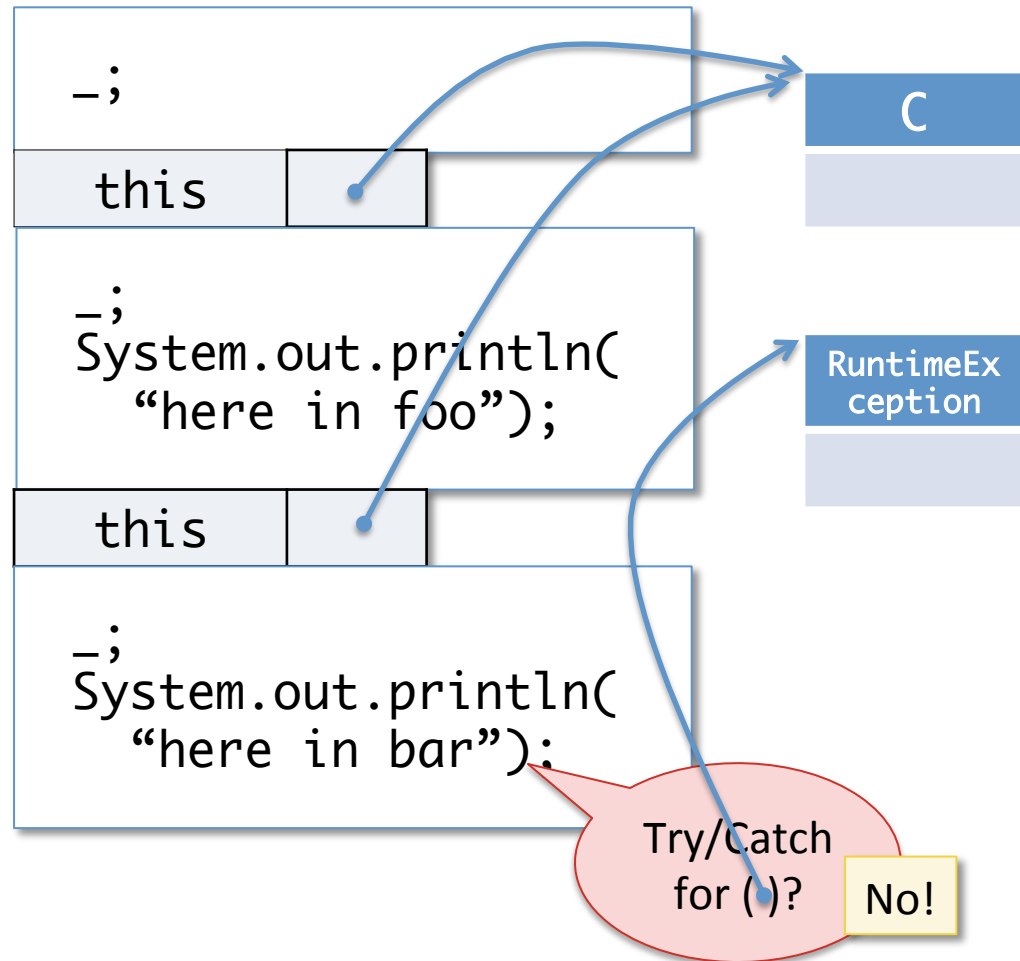 _;
this
C
_;
System.out.println(
“here in foo”);
RuntimeEx
ception
this
_;
System.out.println(
“here in bar”);
Try/Catch
for ( )?
No!